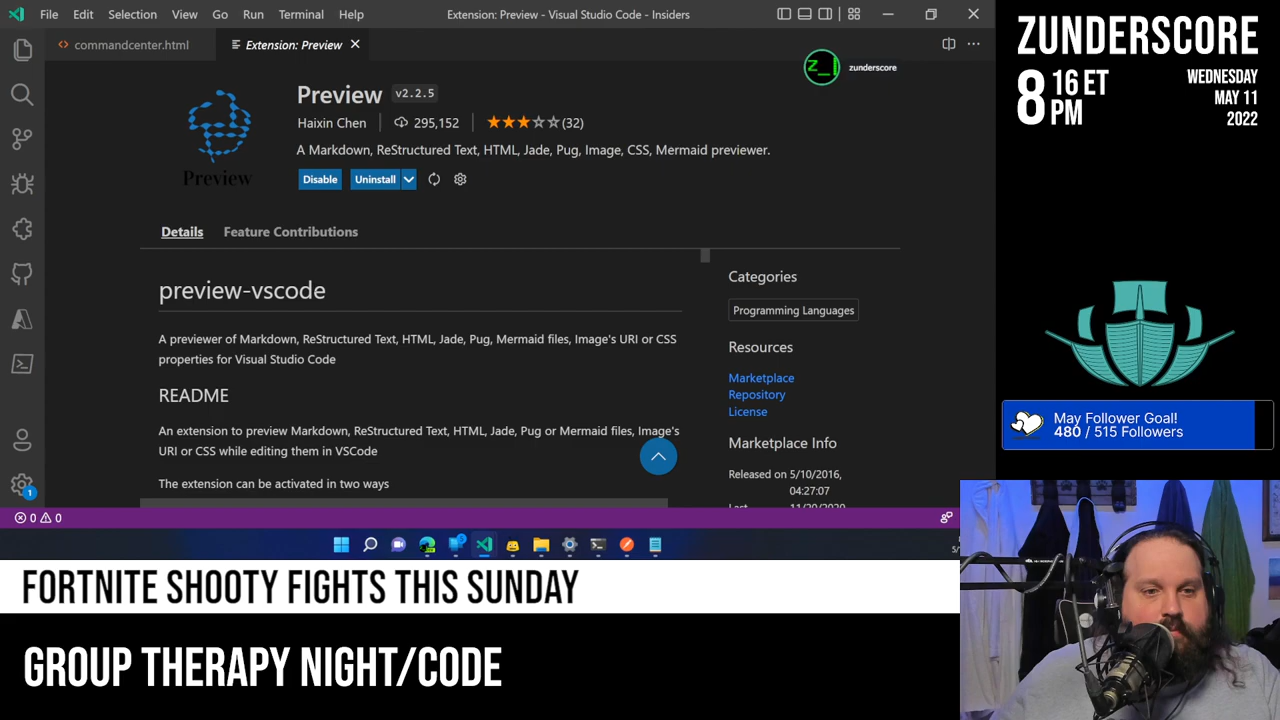 File Edit Selection View Go Run Terminal Help
Extension: Preview - Visual Studio Code - Insiders
commandcenter.html
Extension: Preview
z_
zunderscore
Preview
Preview v2.2.5
Haixin Chen
295,152
(32)
A Markdown, ReStructured Text, HTML, Jade, Pug, Image, CSS, Mermaid previewer.
Disable
Uninstall
Details
Feature Contributions
preview-vscode
A previewer of Markdown, ReStructured Text, HTML, Jade, Pug, Mermaid files, Image's URI or CSS
properties for Visual Studio Code
README
An extension to preview Markdown, ReStructured Text, HTML, Jade, Pug or Mermaid files, Image's
URI or CSS while editing them in VSCode
The extension can be activated in two ways
Categories
Programming Languages
Resources
Marketplace
Repository
License
Marketplace Info
Released on 5/10/2016,
04:27:07
Last 11/20/2020
1
0 0
ZUNDERSCORE
8 16 ET
PM
WEDNESDAY
MAY 11
2022
May Follower Goal!
480 / 515 Followers
FORTNITE SHOOTY FIGHTS THIS SUNDAY
GROUP THERAPY NIGHT/CODE